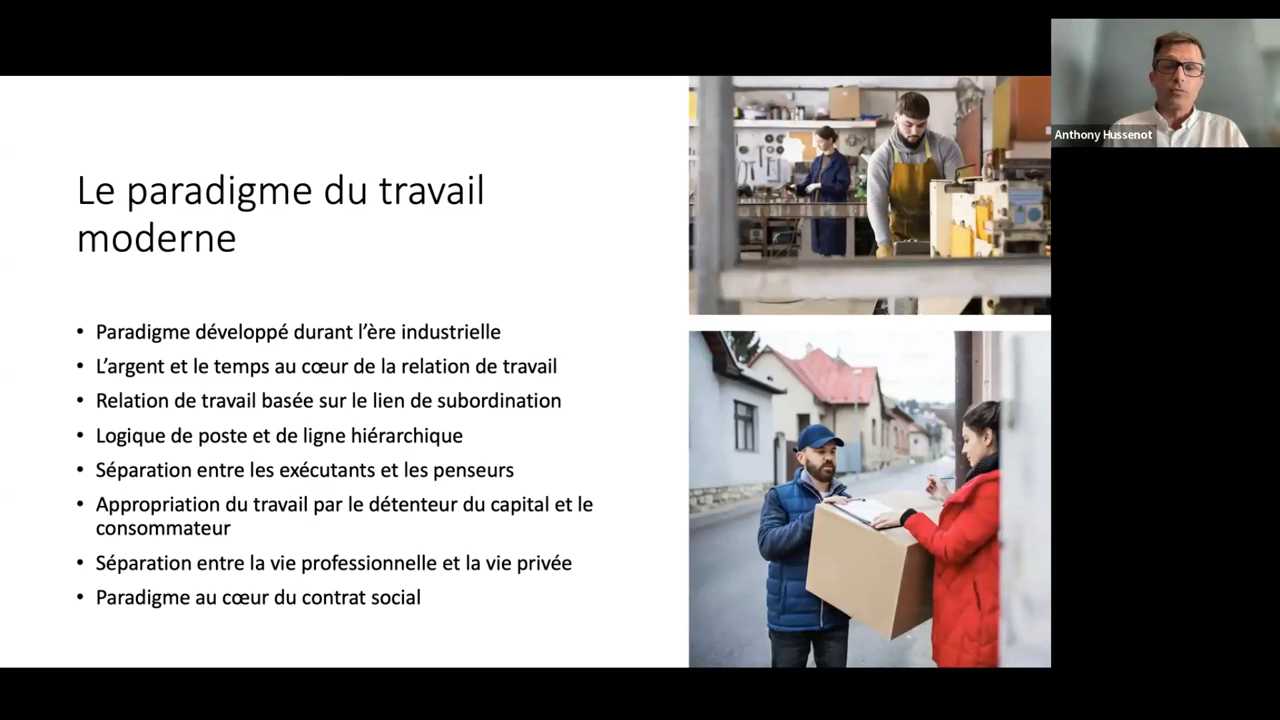 Le paradigme du travail
moderne
• Paradigme développé durant l’ère industrielle
• L’argent et le temps au cœur de la relation de travail
• Relation de travail basée sur le lien de subordination
• Logique de poste et de ligne hiérarchique
• Séparation entre les exécutants et les penseurs
• Appropriation du travail par le détenteur du capital et le
consommateur
• Séparation entre la vie professionnelle et la vie privée
• Paradigme au cœur du contrat social
Anthony Hussenot